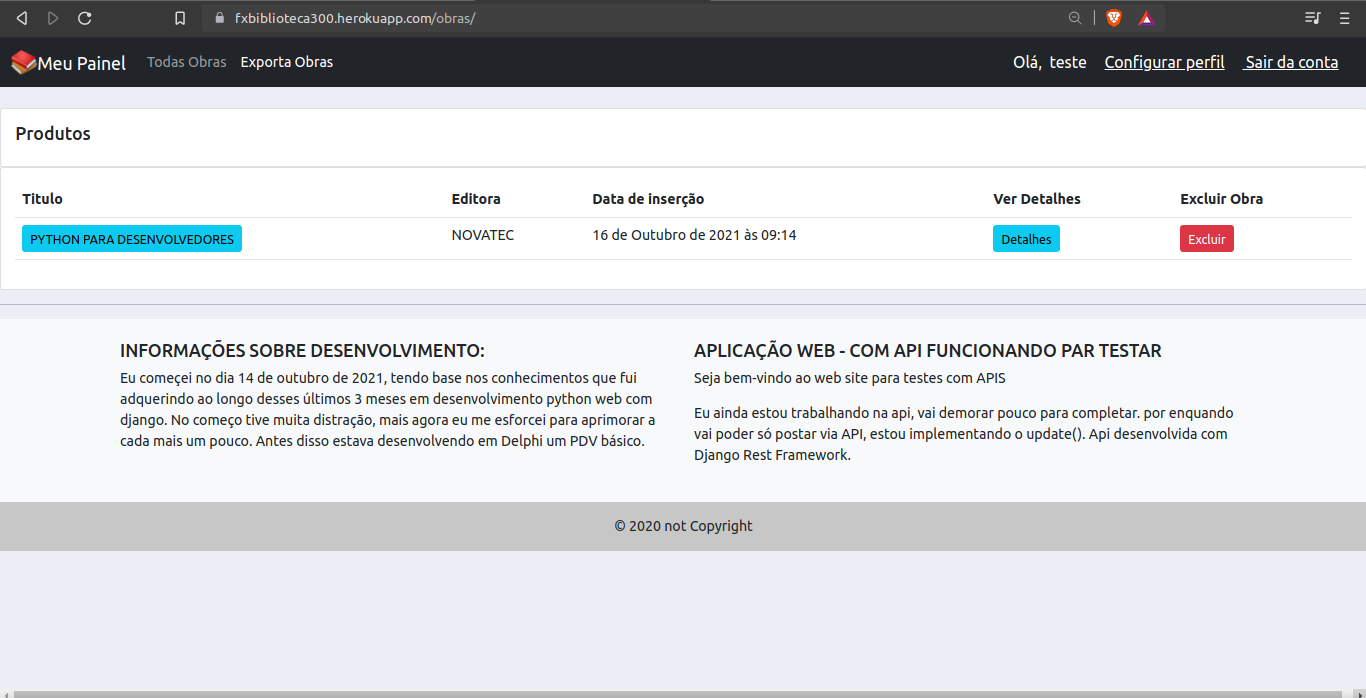 fxbiblioteca300.herokuapp.com/obras/
Meu Painel Todas Obras Exporta Obras Olá, teste Configurar perfil Sair da conta
Produtos
Titulo Editora Data de inserção Ver Detalhes Excluir Obra
PYTHON PARA DESENVOLVEDORES NOVATEC 16 de Outubro de 2021 às 09:14 Detalhes Excluir
INFORMAÇÕES SOBRE DESENVOLVIMENTO:
Eu começei no dia 14 de outubro de 2021, tendo base nos conhecimentos que fui
adquerindo ao longo desses últimos 3 meses em desenvolvimento python web com
django. No começo tive muita distração, mais agora eu me esforcei para aprimorar a
cada mais um pouco. Antes disso estava desenvolvendo em Delphi um PDV básico.
APLICAÇÃO WEB - COM API FUNCIONANDO PAR TESTAR
Seja bem-vindo ao web site para testes com APIS
Eu ainda estou trabalhando na api, vai demorar pouco para completar. por enquando
vai poder só postar via API, estou implementando o update(). Api desenvolvida com
Django Rest Framework.
© 2020 not Copyright